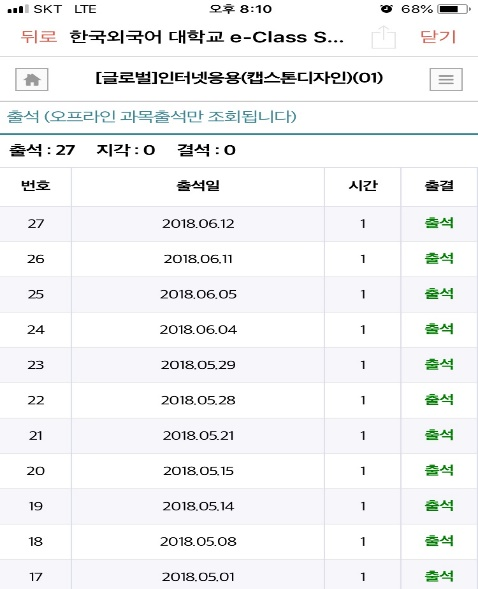 SKT LTE 오후 8:10 68%
뒤로 한국외국어 대학교 e-Class S... 닫기
[글로벌]인터넷응용(캡스톤디자인)(01)
출석 (오프라인 과목출석만 조회됩니다)
출석 : 27 지각 : 0 결석 : 0
번호 출석일 시간 출결
27 2018.06.12 1 출석
26 2018.06.11 1 출석
25 2018.06.05 1 출석
24 2018.06.04 1 출석
23 2018.05.29 1 출석
22 2018.05.28 1 출석
21 2018.05.21 1 출석
20 2018.05.15 1 출석
19 2018.05.14 1 출석
18 2018.05.08 1 출석
17 2018.05.01 1 출석